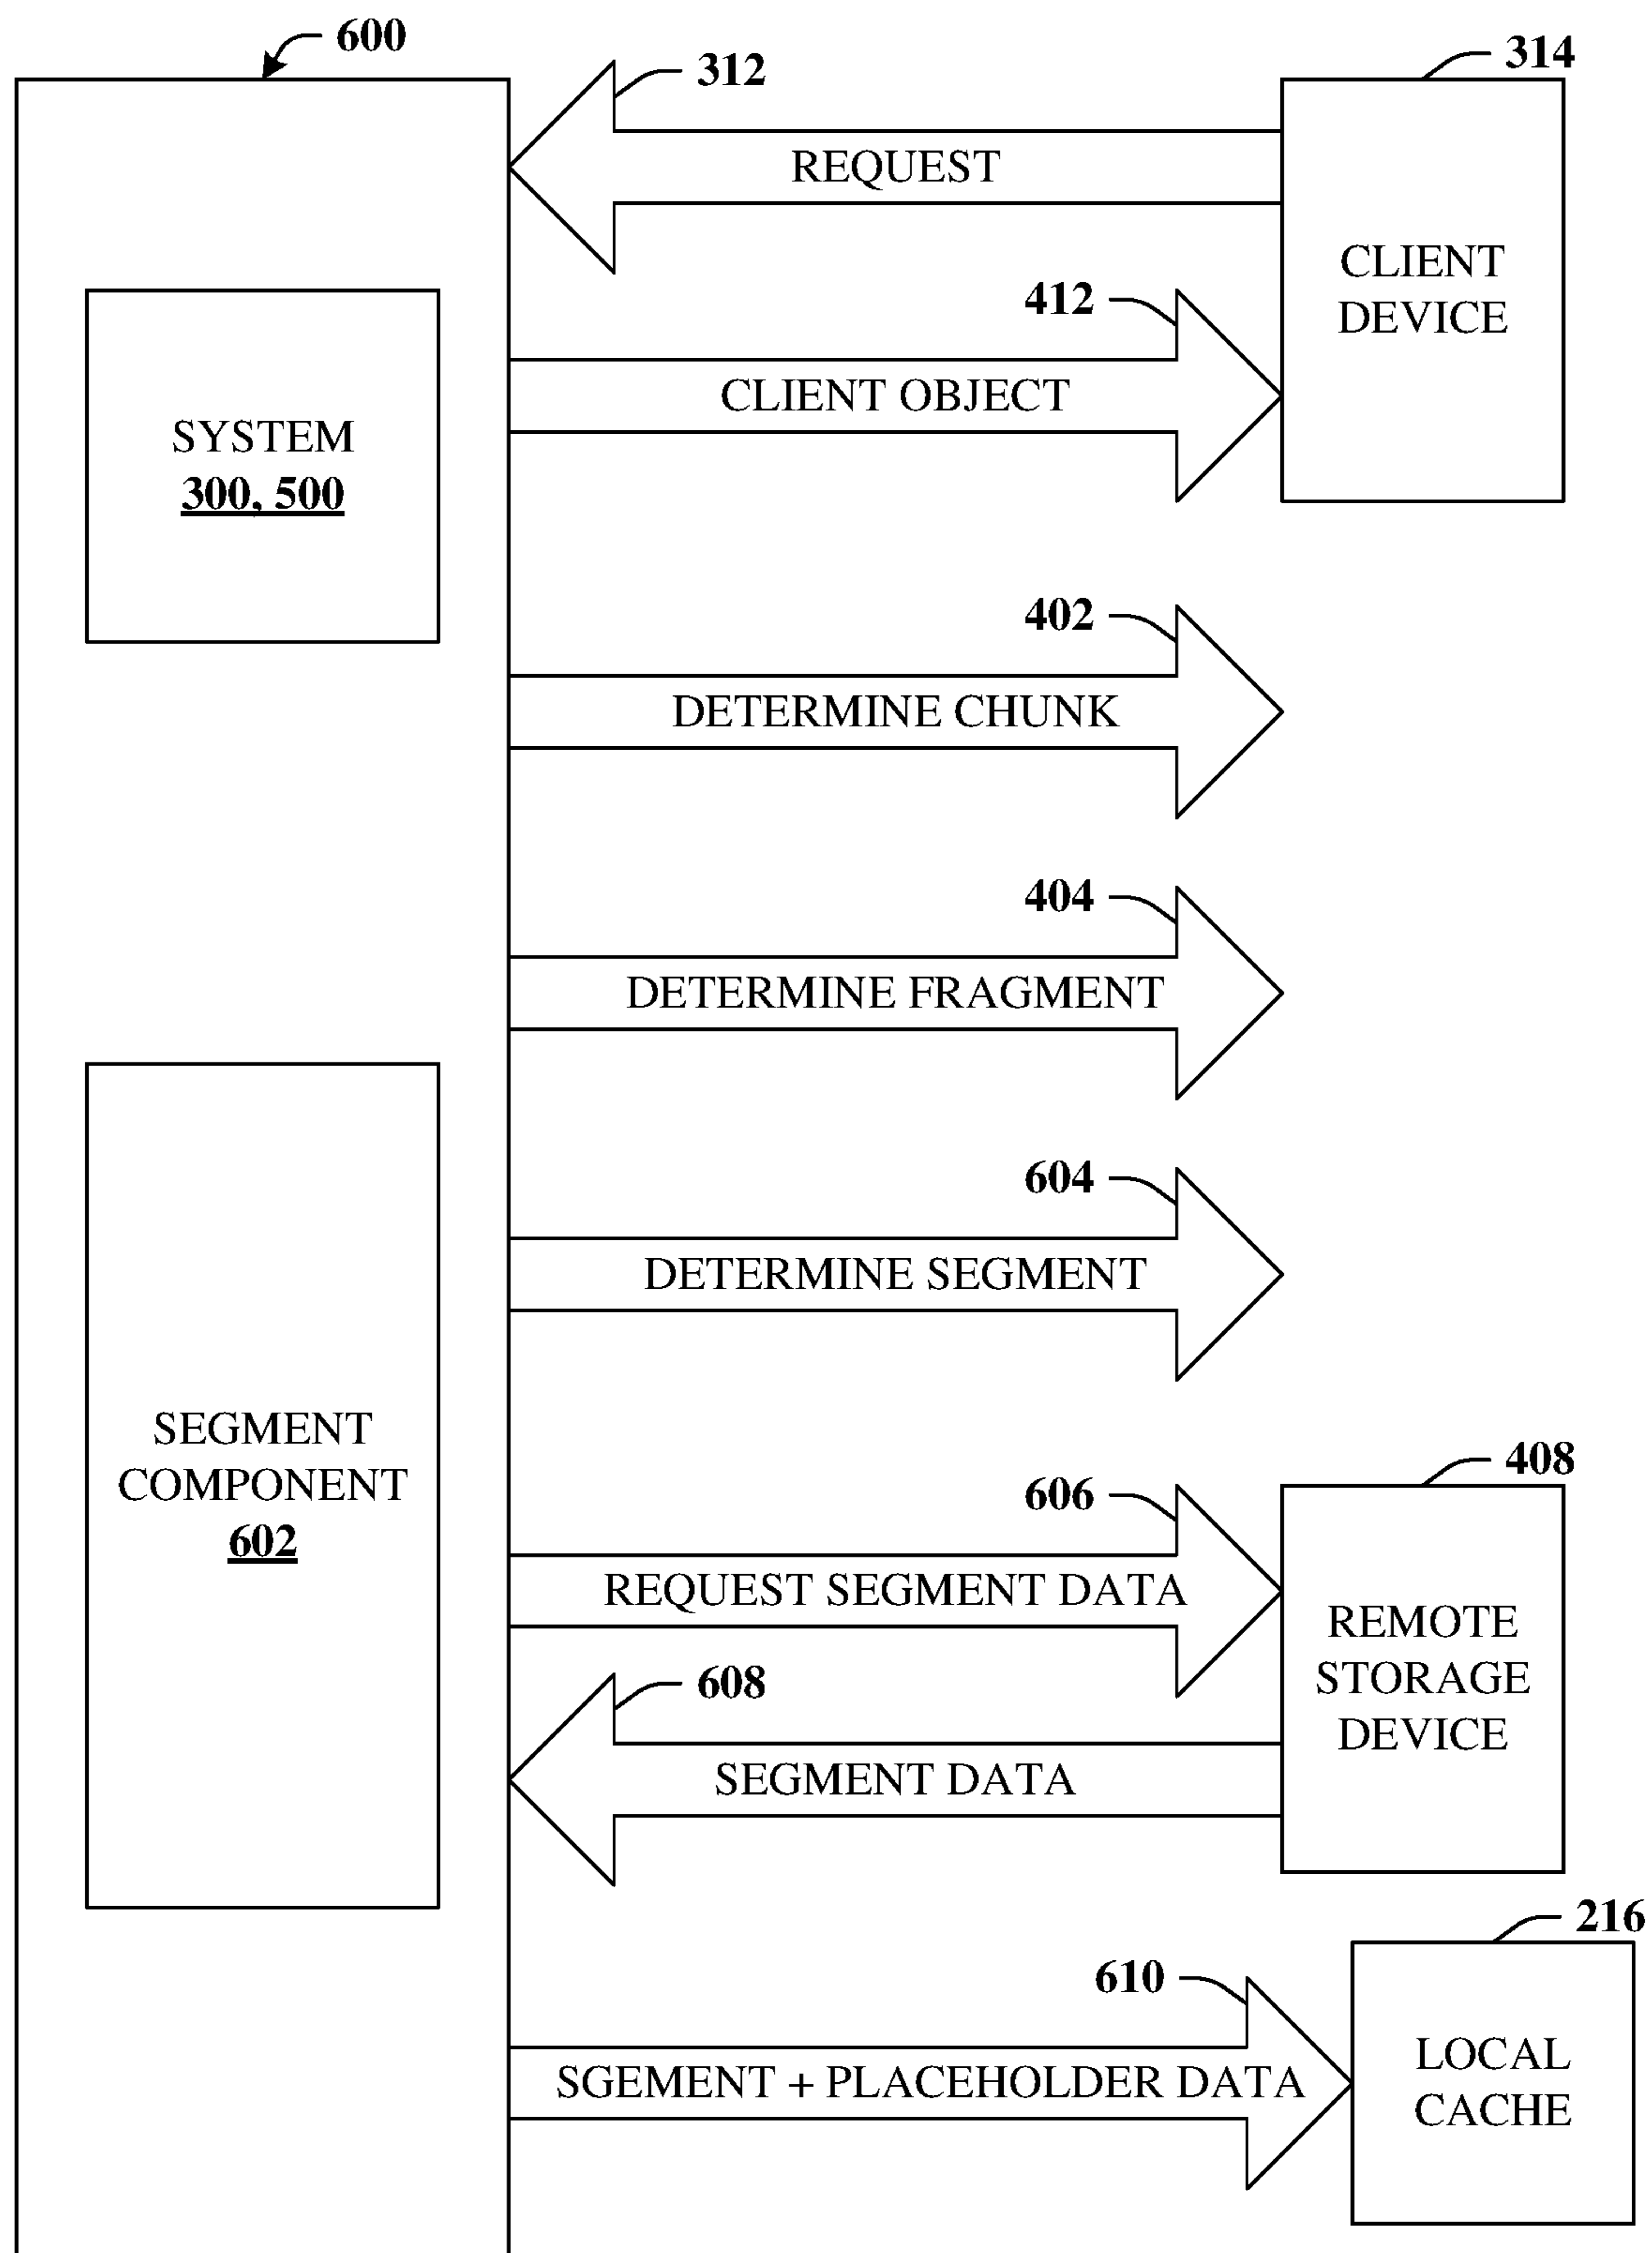 600
312
314
REQUEST
CLIENT
DEVICE
412
CLIENT OBJECT
SYSTEM
300, 500
402
DETERMINE CHUNK
404
DETERMINE FRAGMENT
604
DETERMINE SEGMENT
SEGMENT
COMPONENT
602
408
606
REQUEST SEGMENT DATA
REMOTE
STORAGE
DEVICE
608
SEGMENT DATA
216
610
SGEMENT + PLACEHOLDER DATA
LOCAL
CACHE